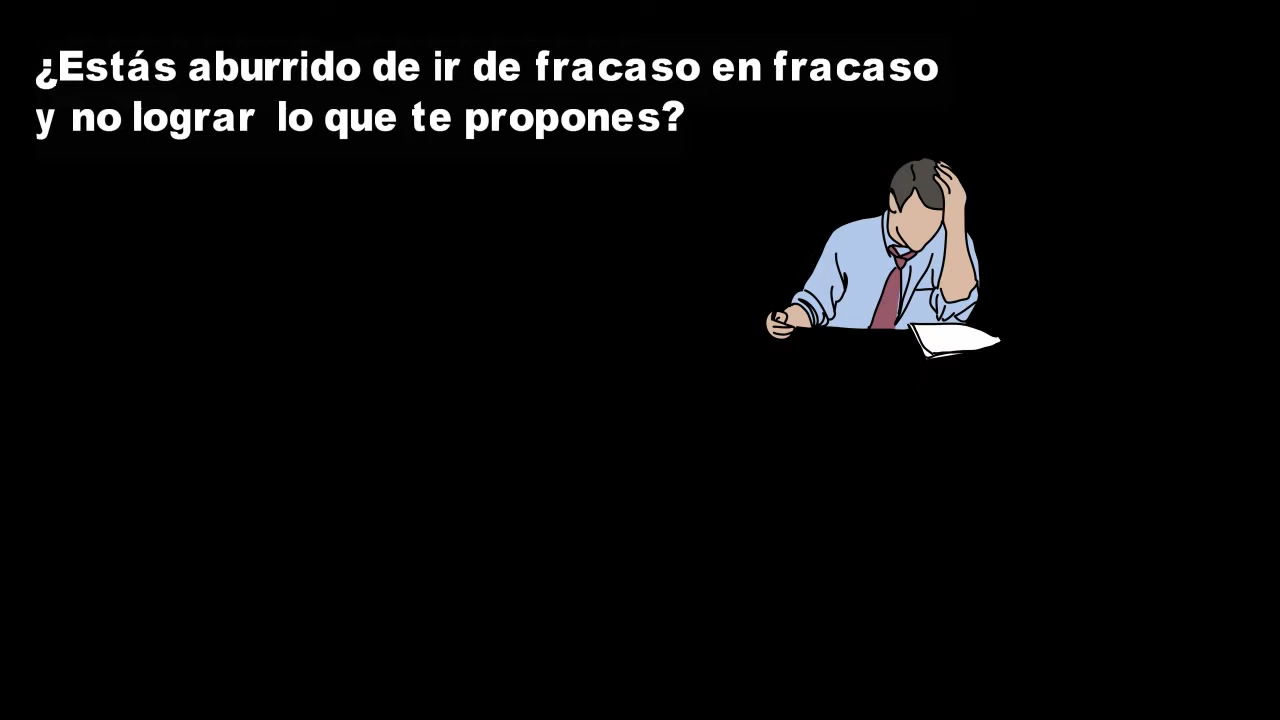 ¿Estás aburrido de ir de fracaso en fracaso
y no lograr lo que te propones?